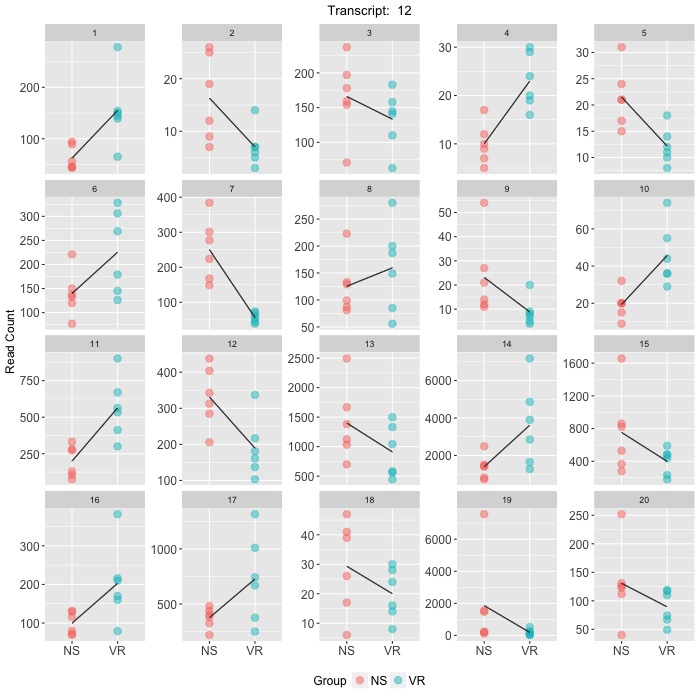 Transcript: 12
1 2 3 4 5
200 100
20 10
200 150 100
30 20 10
30 25 20 15 10
6 7 8 9 10
300 250 200 150 100
400 300 200 100
250 200 150 100 50
50 40 30 20 10
60 40 20
Read Count
11 12 13 14 15
750 500 250
400 300 200 100
2500 2000 1500 1000 500
6000 4000 2000
1600 1200 800 400
16 17 18 19 20
300 200 100
1000 500
40 30 20 10
6000 4000 2000 0
250 200 150 100 50
NS VR NS VR NS VR NS VR NS VR
Group NS VR